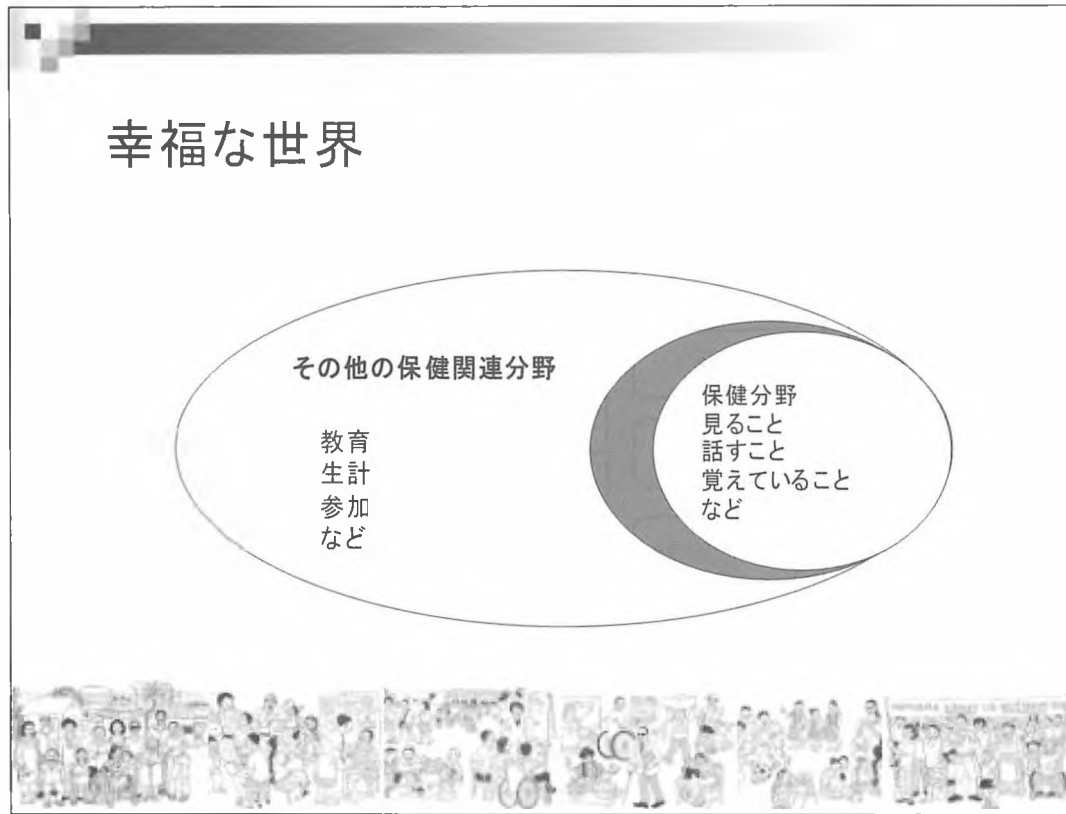 幸福な世界
その他の保健関連分野
教育
生計
参加
など
保健分野
見ること
話すこと
覚えていること
など